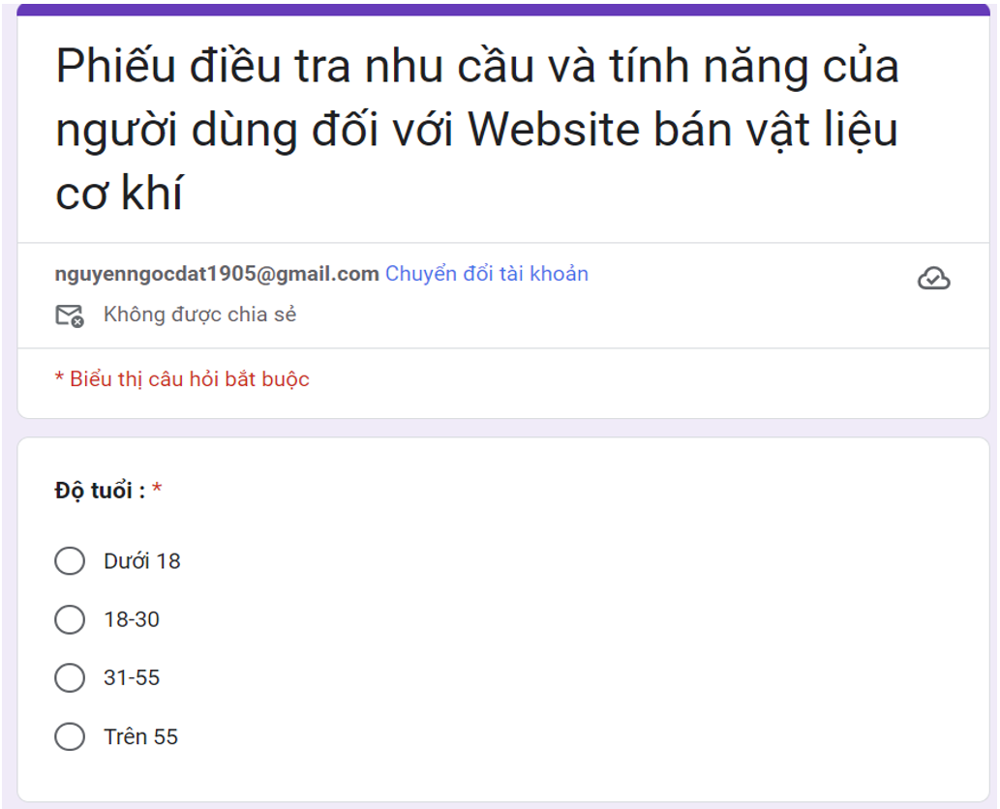 Phiếu điều tra nhu cầu và tính năng của
người dùng đối với Website bán vật liệu
cơ khí
nguyenngocdat1905@gmail.com Chuyển đổi tài khoản
Không được chia sẻ
* Biểu thị câu hỏi bắt buộc
Độ tuổi : *
Dưới 18
18-30
31-55
Trên 55